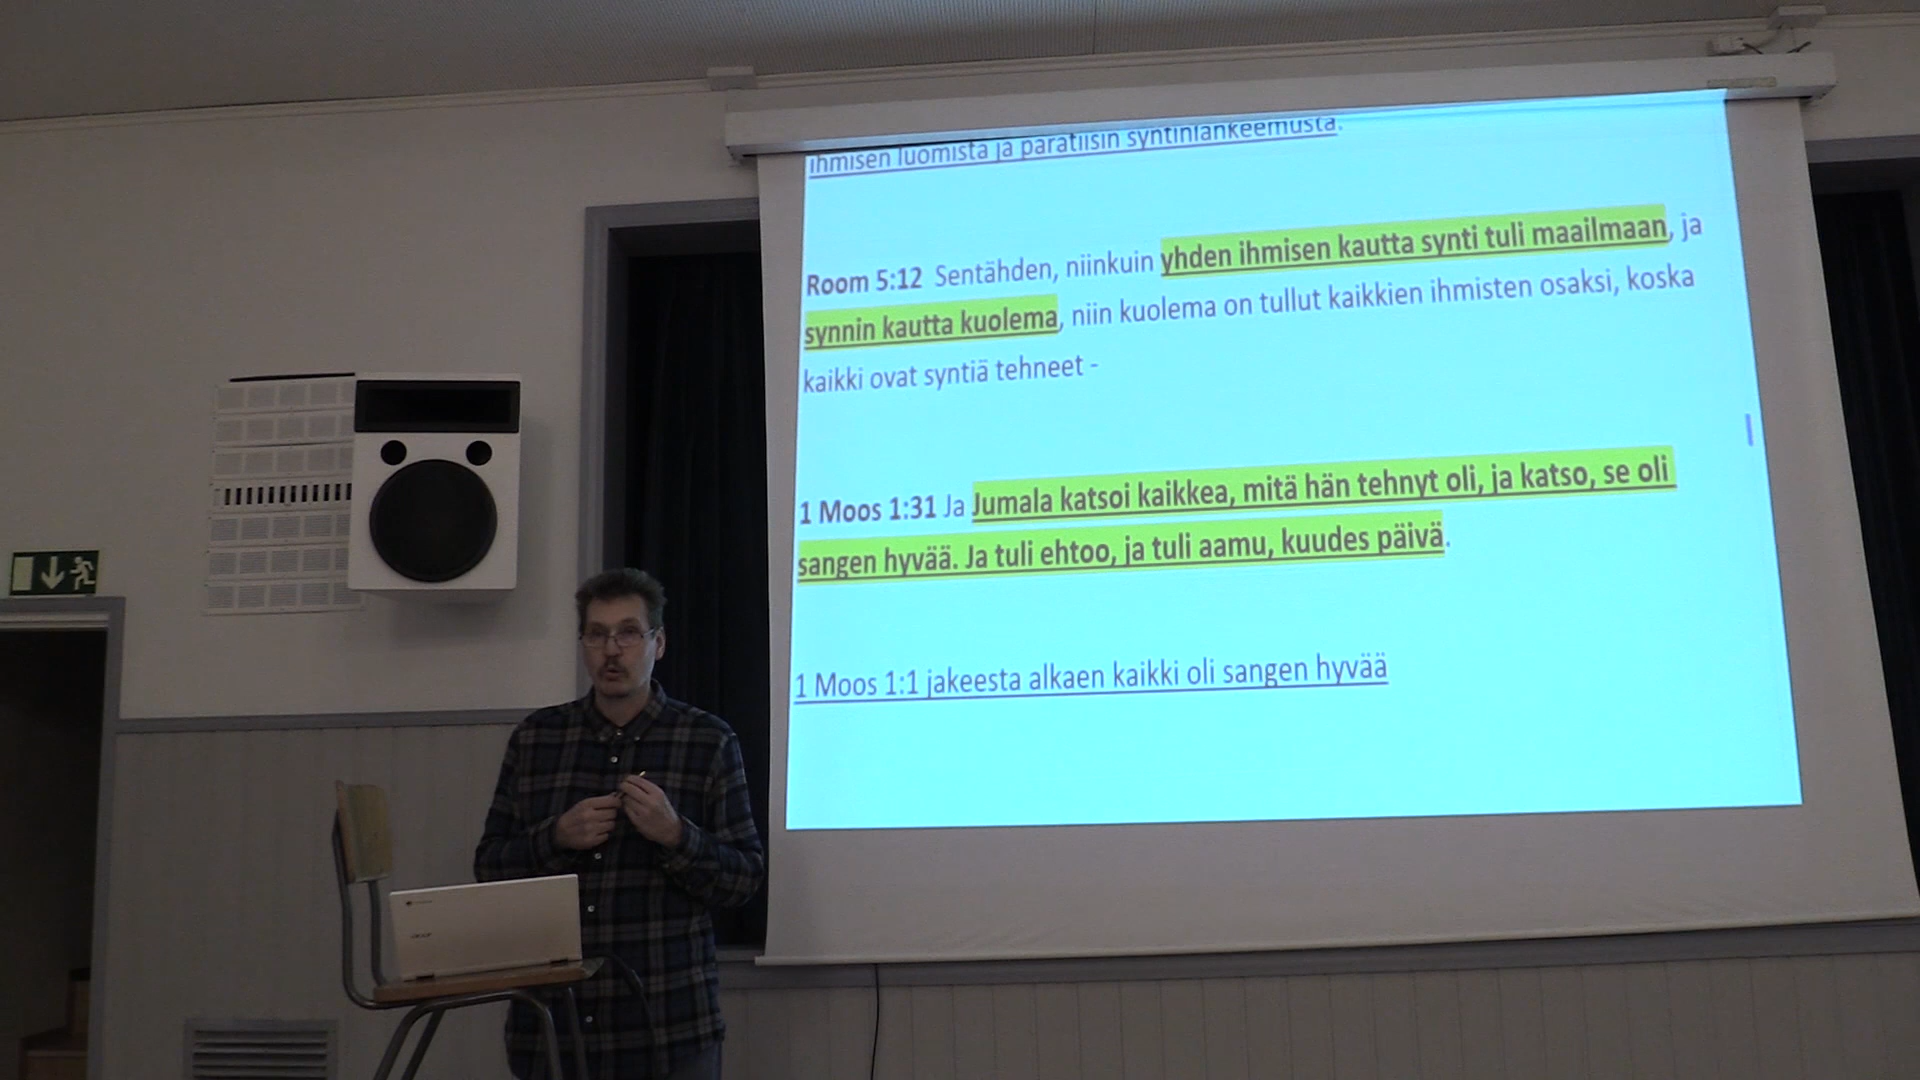 ihmisen luomista ja paratiisin syntiinlankeemusta.
Room 5:12 Sentähden, niinkuin yhden ihmisen kautta synti tuli maailmaan, ja
synnin kautta kuolema, niin kuolema on tullut kaikkien ihmisten osaksi, koska
kaikki ovat syntiä tehneet -
1 Moos 1:31 Ja Jumala katsoi kaikkea, mitä hän tehnyt oli, ja katso, se oli
sangen hyvää. Ja tuli ehtoo, ja tuli aamu, kuudes päivä.
1 Moos 1:1 jakeesta alkaen kaikki oli sangen hyvää
acer